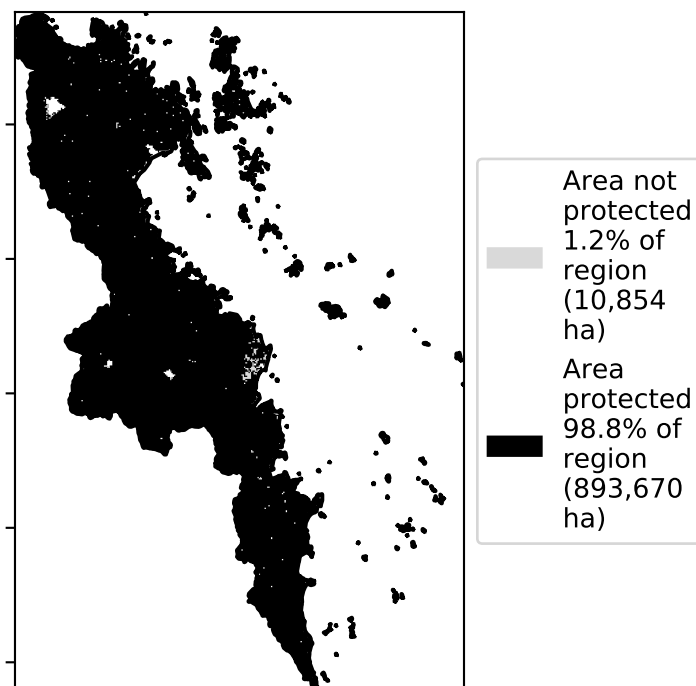 Area not
protected
1.2% of
region
(10,854
ha)
Area
protected
98.8% of
region
(893,670
ha)